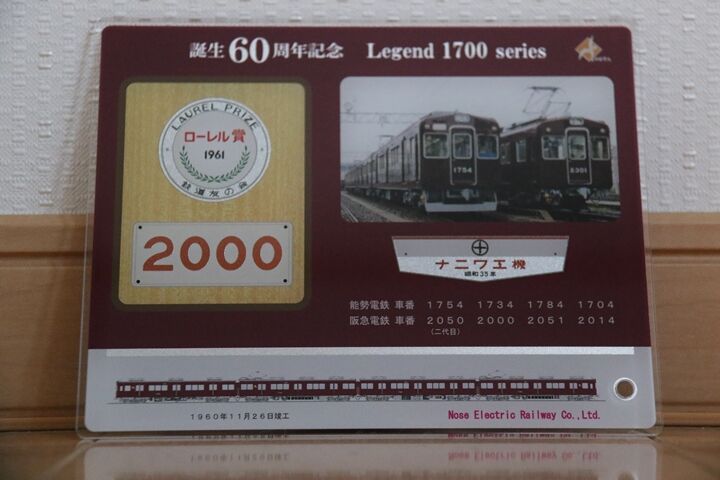 誕生60周年記念 Legend 1700 series
LAUREL PRIZE
ローレル賞
1961
鉄道友の会
2000
1754
2301
ナニワ工機
昭和35年
能勢電鉄 車番 1754 1734 1784 1704
阪急電鉄 車番 2050 2000 2051 2014
(二代目)
1960年11月26日竣工
Nose Electric Railway Co.,Ltd.